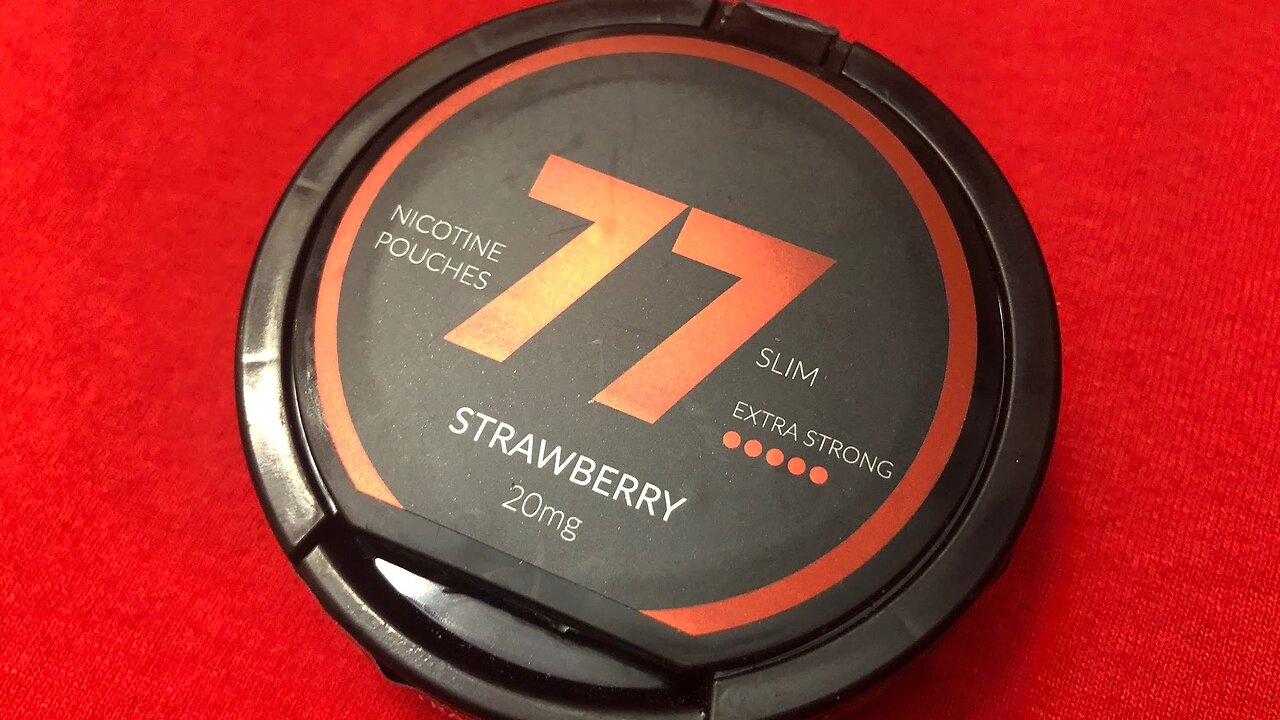 77
NICOTINE
POUCHES
SLIM
EXTRA STRONG
STRAWBERRY
20mg